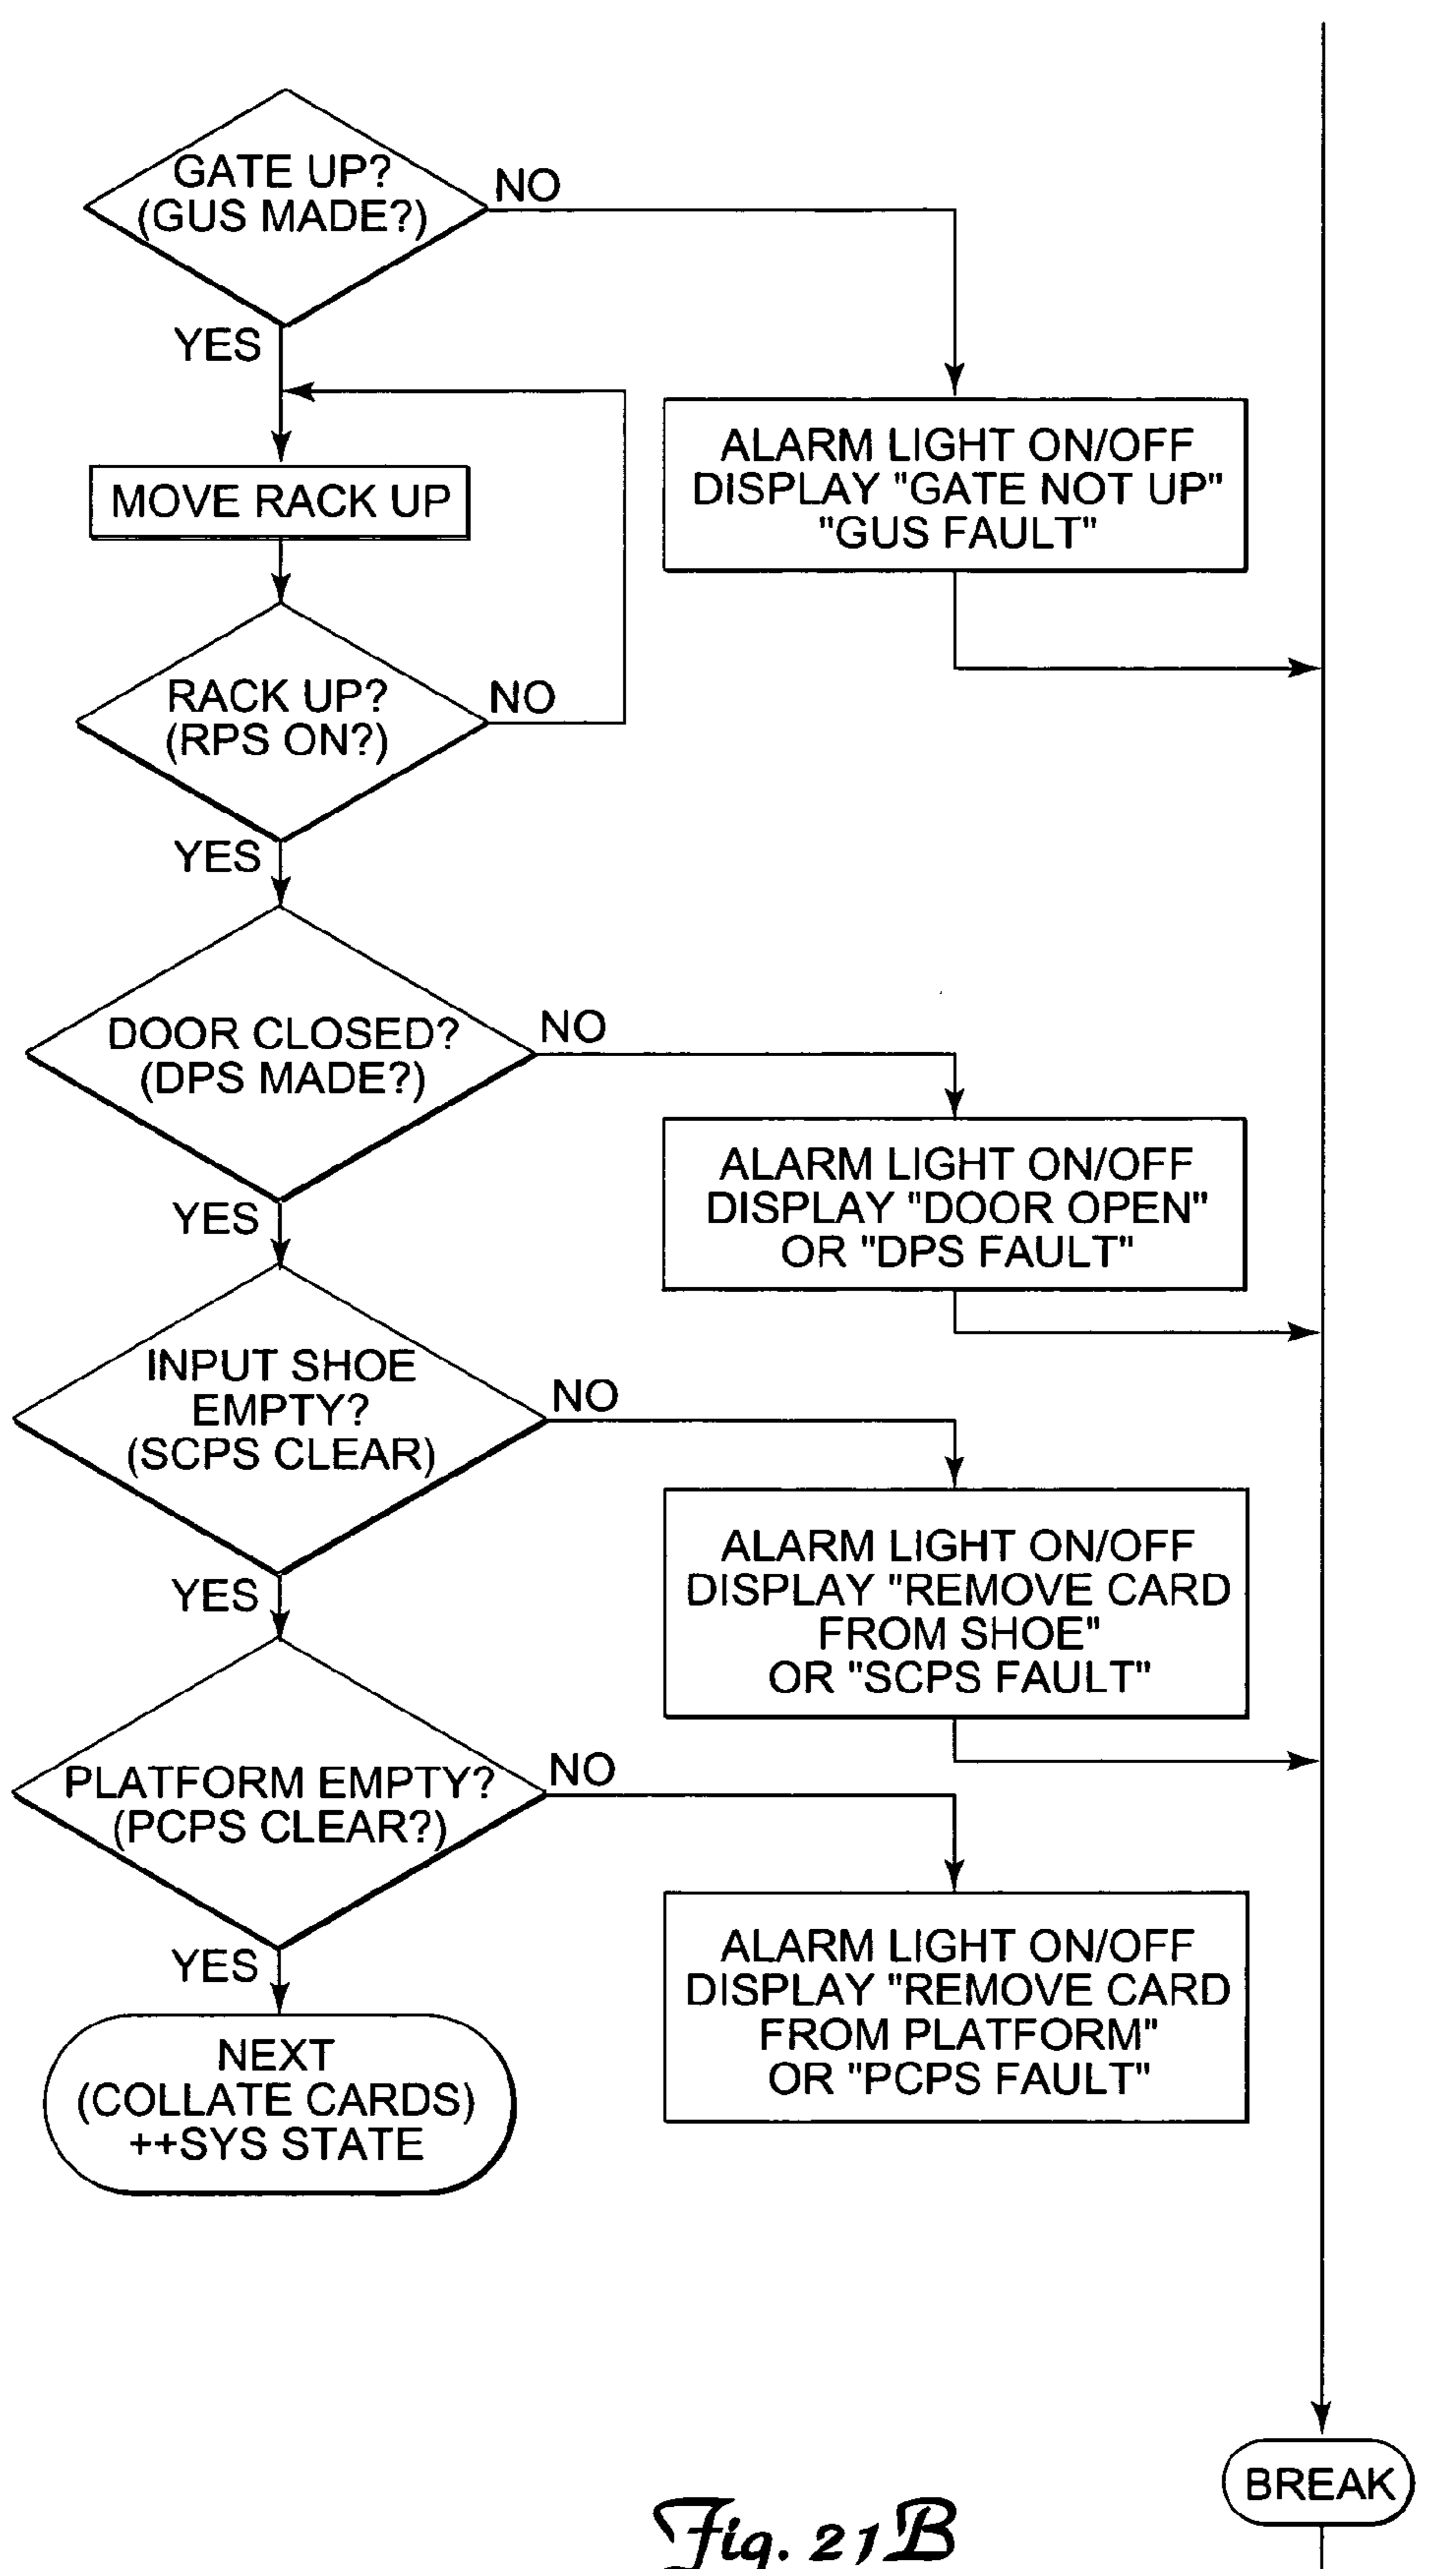 GATE UP?
(GUS MADE?)
NO
YES
ALARM LIGHT ON/OFF
DISPLAY "GATE NOT UP"
"GUS FAULT"
MOVE RACK UP
RACK UP?
(RPS ON?)
NO
YES
DOOR CLOSED?
(DPS MADE?)
NO
YES
ALARM LIGHT ON/OFF
DISPLAY "DOOR OPEN"
OR "DPS FAULT"
INPUT SHOE
EMPTY?
(SCPS CLEAR)
NO
YES
ALARM LIGHT ON/OFF
DISPLAY "REMOVE CARD
FROM SHOE"
OR "SCPS FAULT"
PLATFORM EMPTY?
(PCPS CLEAR?)
NO
YES
ALARM LIGHT ON/OFF
DISPLAY "REMOVE CARD
FROM PLATFORM"
OR "PCPS FAULT"
NEXT
(COLLATE CARDS)
++SYS STATE
BREAK
Fig. 21B